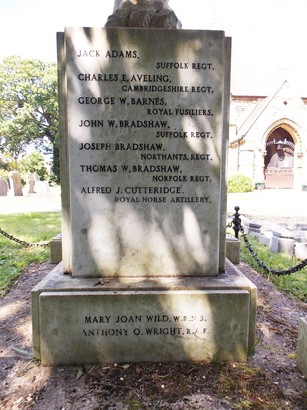 JACK ADAMS,
SUFFOLK REGT.
CHARLES E. AVELING,
CAMBRIDGESHIRE REGT.
GEORGE W. BARNES,
ROYAL FUSILIERS.
JOHN W. BRADSHAW,
SUFFOLK REGT.
JOSEPH BRADSHAW,
NORTHANTS. REGT.
THOMAS W. BRADSHAW,
NORFOLK REGT.
ALFRED J. CUTTERIDGE.
ROYAL HORSE ARTILLERY.
MARY JOAN WILD, W.R.N.S.
ANTHONY O. WRIGHT, R.A.F.